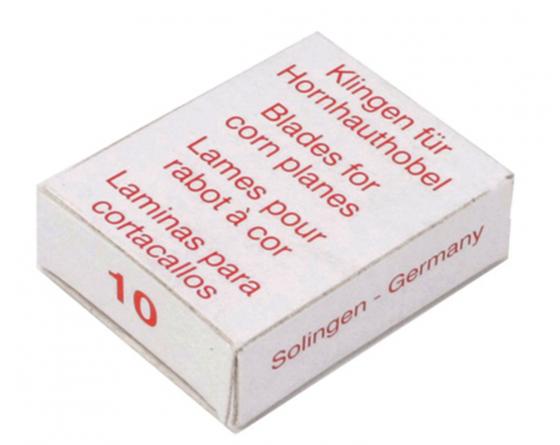 Klingen für
Hornhauthobel
Blades for
corn planes
Lames pour
rabot à cor
Laminas para
cortacallos
10
Solingen - Germany